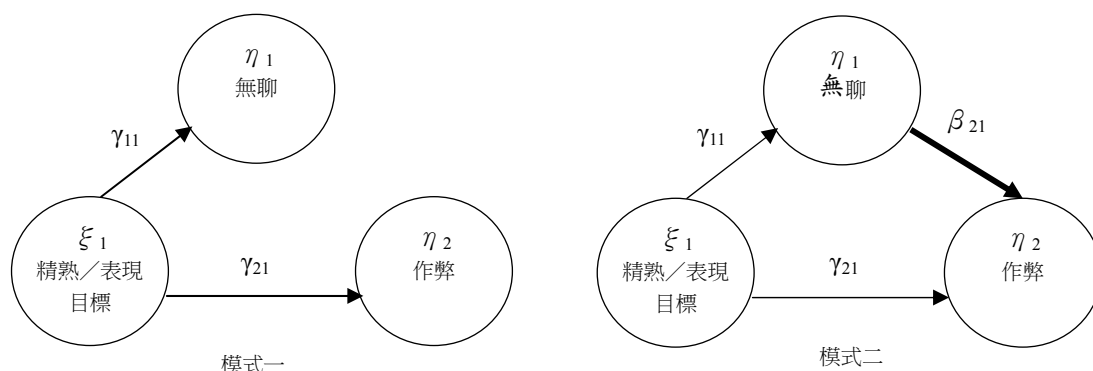 η 1
無聊
γ11
ξ 1
精熟／表現
目標
γ21
η 2
作弊
模式一
η 1
無聊
β 21
γ11
ξ 1
精熟／表現
目標
γ21
η 2
作弊
模式二